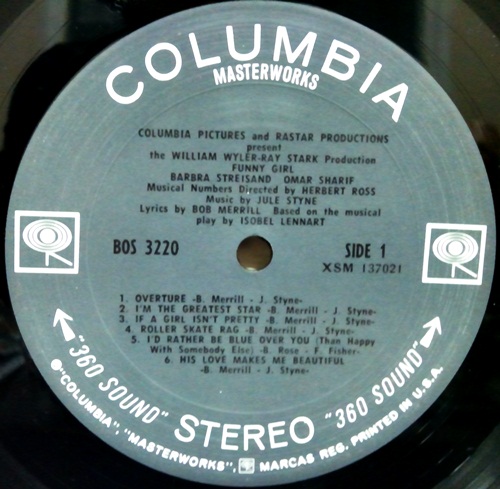 COLUMBIA
MASTERWORKS
COLUMBIA PICTURES and RASTAR PRODUCTIONS
present
the WILLIAM WYLER-RAY STARK Production
FUNNY GIRL
BARBRA STREISAND OMAR SHARIF
Musical Numbers Directed by HERBERT ROSS
Music by JULE STYNE
Lyrics by BOB MERRILL Based on the musical
play by ISOBEL LENNART
BOS 3220
SIDE 1
XSM 137021
1. OVERTURE -B. Merrill - J. Styne-
2. I'M THE GREATEST STAR -B. Merrill - J. Styne-
3. IF A GIRL ISN'T PRETTY -B. Merrill - J. Styne-
4. ROLLER SKATE RAG -B. Merrill - J. Styne-
5. I'D RATHER BE BLUE OVER YOU (Than Happy
With Somebody Else) -B. Rose - F. Fisher-
6. HIS LOVE MAKES ME BEAUTIFUL
-B. Merrill - J. Styne-
"360 SOUND" STEREO "360 SOUND"
® "COLUMBIA", "MASTERWORKS", MARCAS REG. PRINTED IN U.S.A.